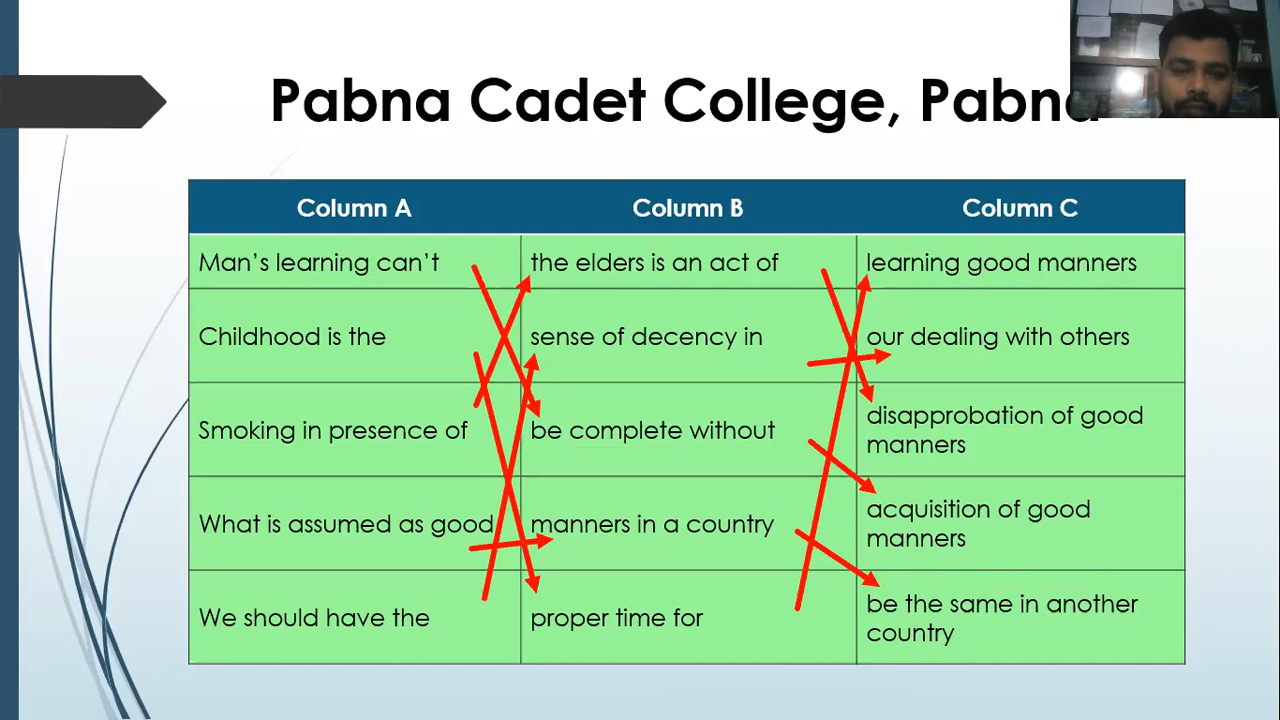 Pabna Cadet College, Pabna
Column A Column B Column C
Man's learning can't the elders is an act of learning good manners
Childhood is the sense of decency in our dealing with others
Smoking in presence of be complete without disapprobation of good
manners
What is assumed as good manners in a country acquisition of good
manners
We should have the proper time for be the same in another
country